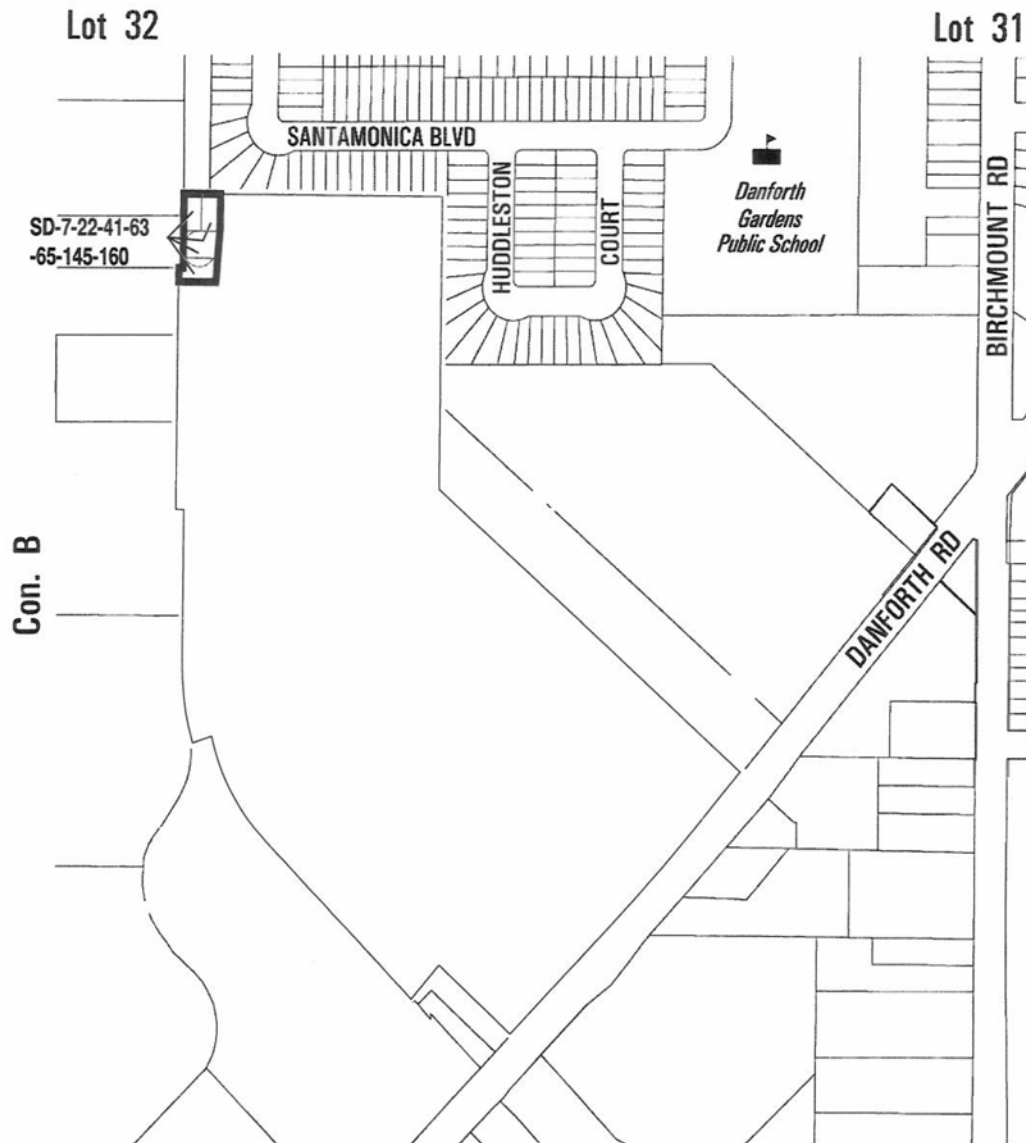 Lot 32
Lot 31
SANTAMONICA BLVD
HUDDLESTON
COURT
Danforth
Gardens
Public School
BIRCHMOUNT RD
SD-7-22-41-63
-65-145-160
Con. B
DANFORTH RD